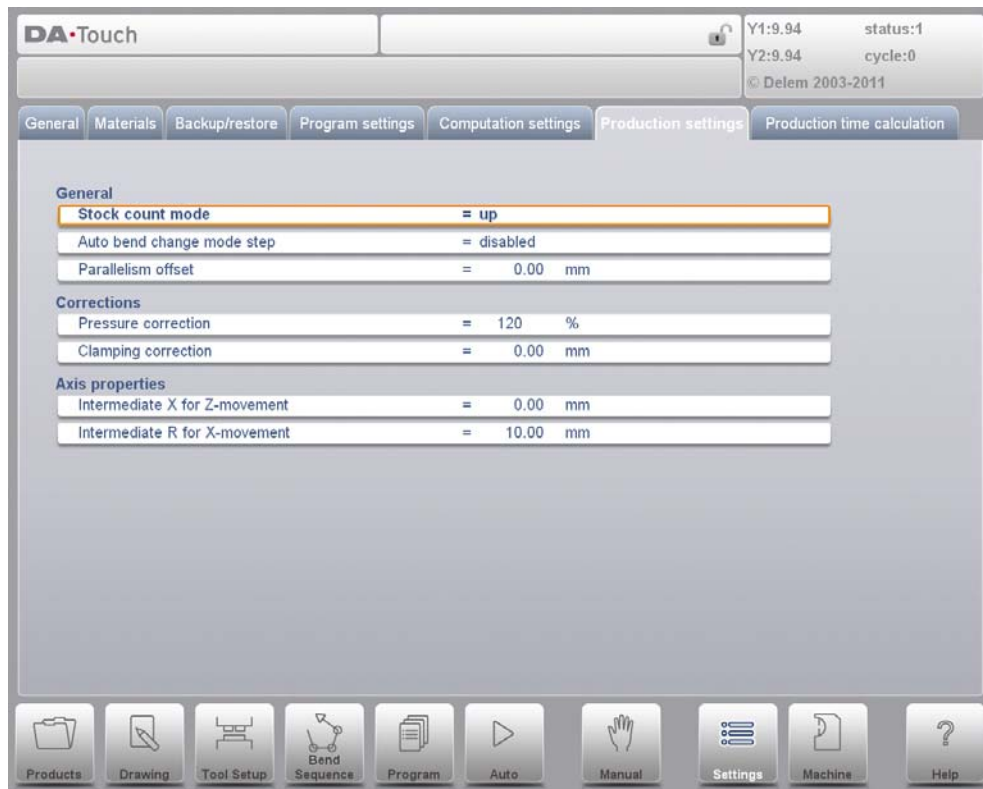 DA•Touch
Y1:9.94 status:1
Y2:9.94 cycle:0
© Delem 2003-2011
General Materials Backup/restore Program settings Computation settings Production settings Production time calculation
General
Stock count mode = up
Auto bend change mode step = disabled
Parallelism offset = 0.00 mm
Corrections
Pressure correction = 120 %
Clamping correction = 0.00 mm
Axis properties
Intermediate X for Z-movement = 0.00 mm
Intermediate R for X-movement = 10.00 mm
Products Drawing Tool Setup Bend Sequence Program Auto Manual Settings Machine Help